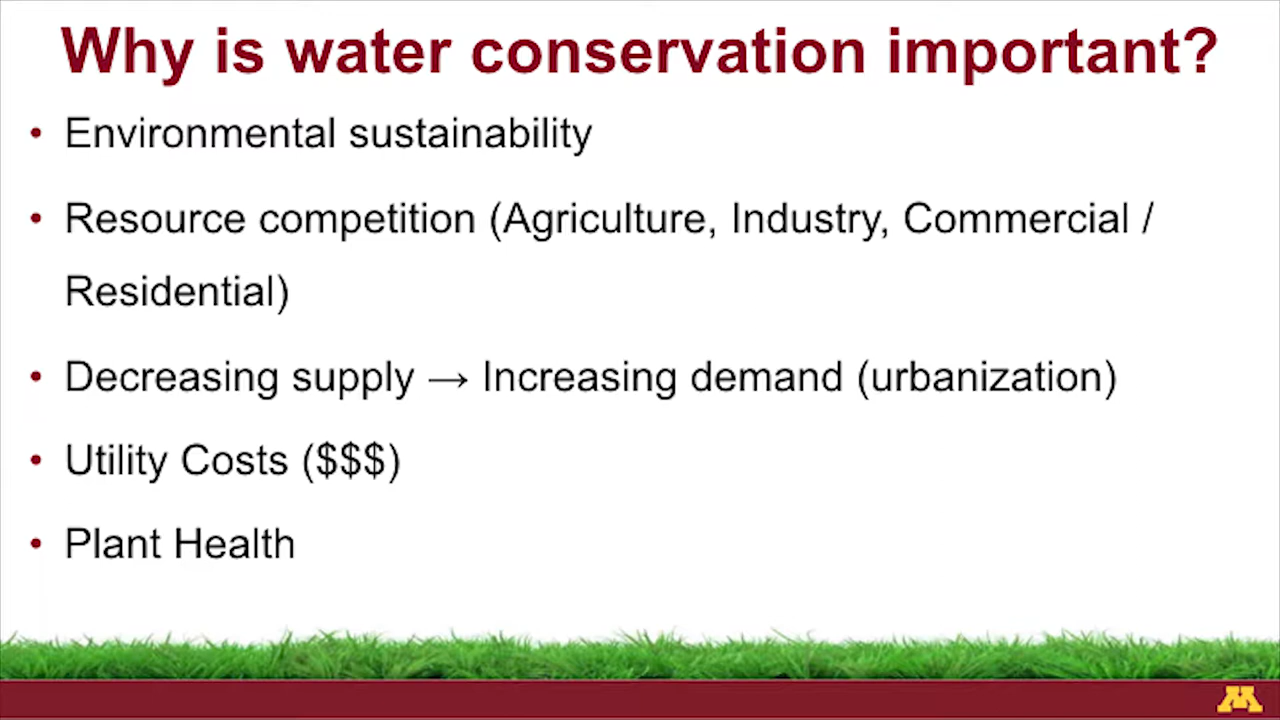 Why is water conservation important?
• Environmental sustainability
• Resource competition (Agriculture, Industry, Commercial /
Residential)
• Decreasing supply → Increasing demand (urbanization)
• Utility Costs ($$$)
• Plant Health
M